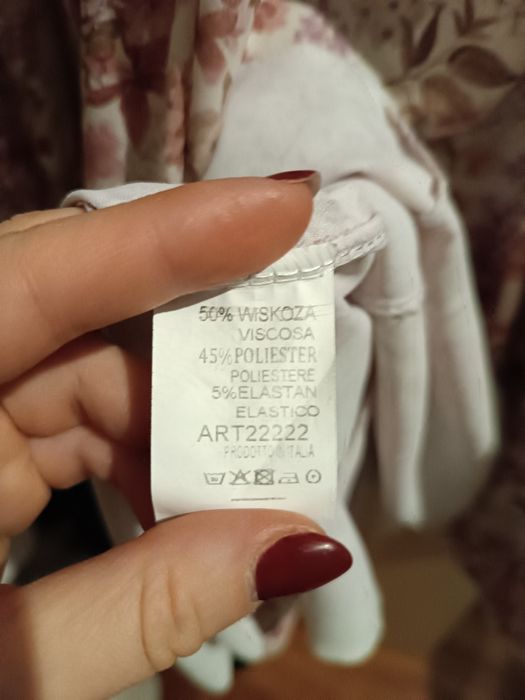 50% WISKOZA
VISCOSA
45%POLIESTER
POLIESTERE
5%ELASTAN
ELASTICO
ART22222
PRODOTTO IN ITALIA